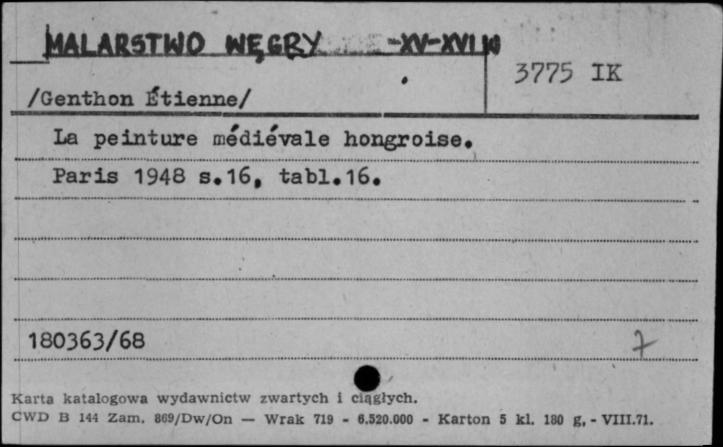 MALARSTWO WĘGRY -XV-XVI W
3775 IK
/Genthon Étienne/
La peinture médiévale hongroise.
Paris 1948 s.16, tabl.16.
180363/68
7
Karta katalogowa wydawnictw zwartych i ciągłych.
CWD B 144 Zam. 869/Dw/On — Wrak 719 - 6.520.000 - Karton 5 kl. 180 g, - VIII.71.